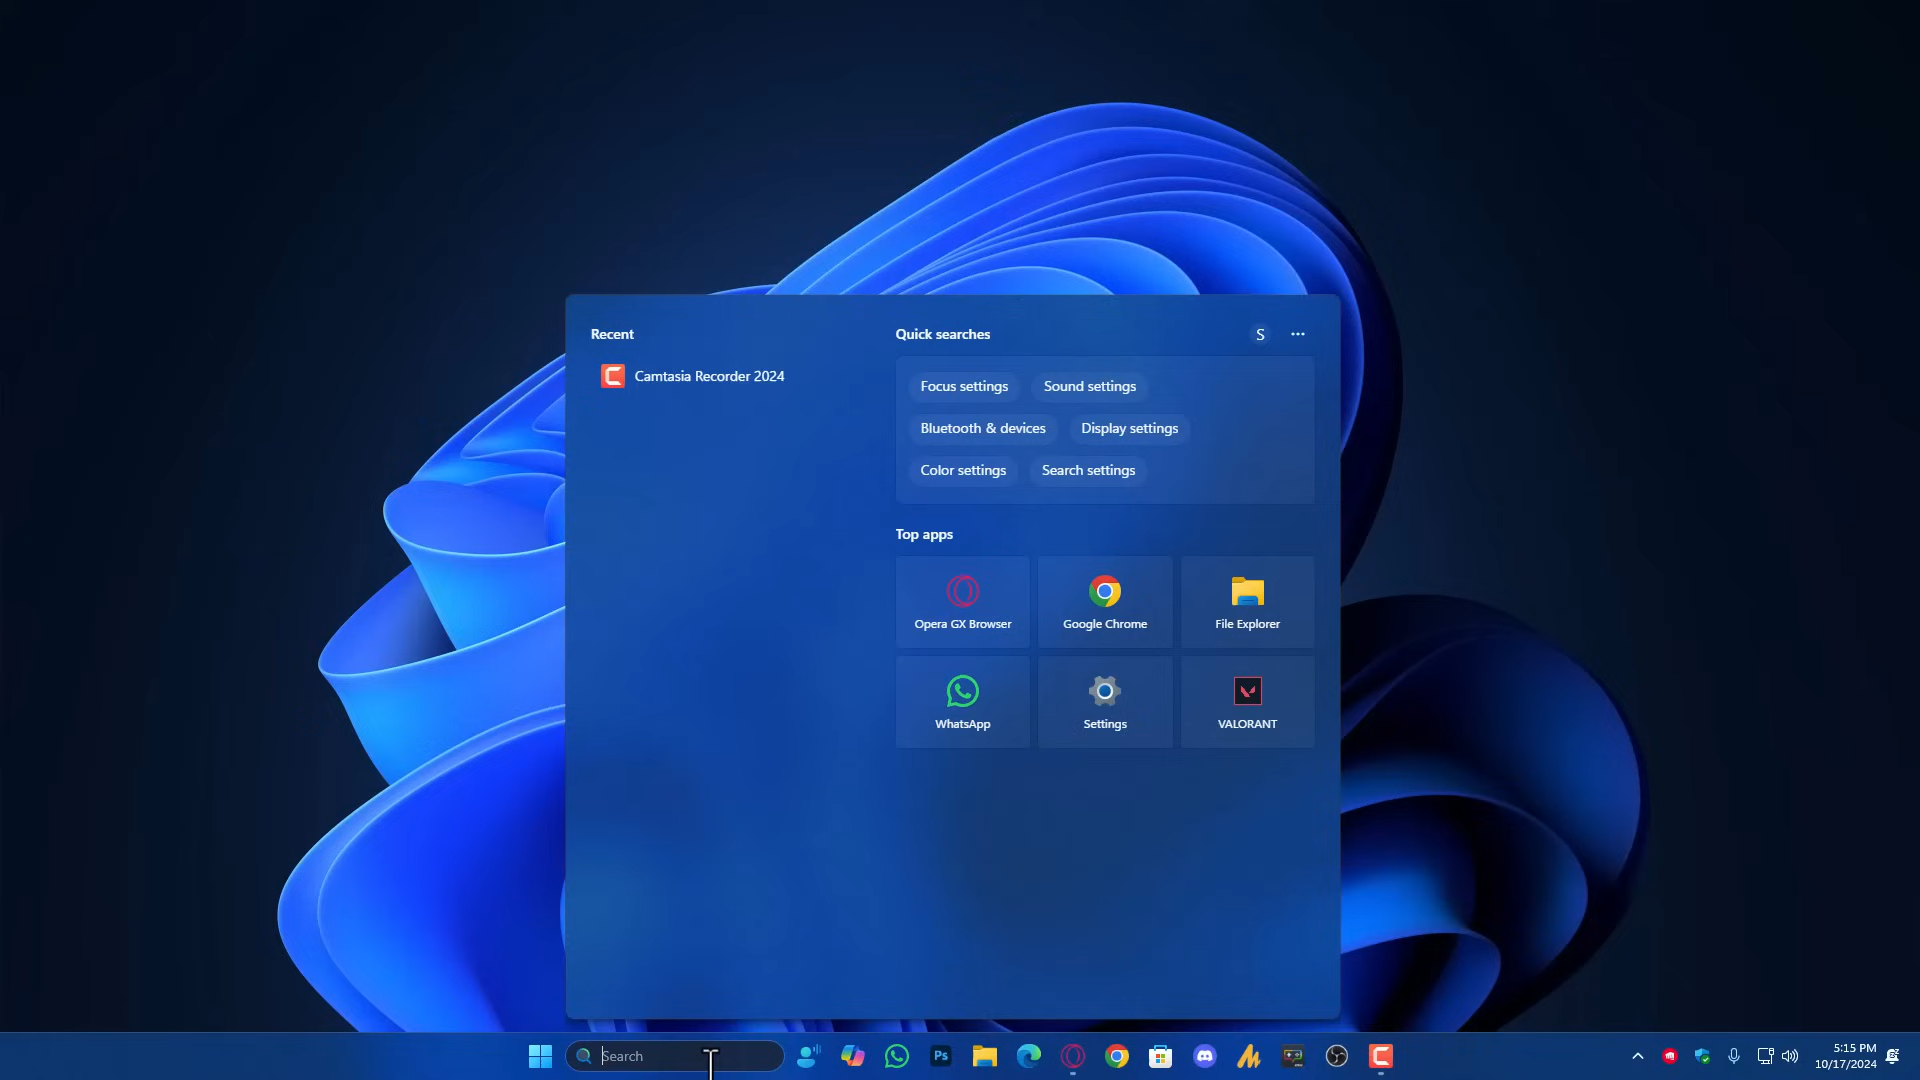 Recent
Camtasia Recorder 2024
Quick searches
S
Focus settings
Sound settings
Bluetooth & devices
Display settings
Color settings
Search settings
Top apps
Opera GX Browser
Google Chrome
File Explorer
WhatsApp
Settings
VALORANT
Search
Ps
5:15 PM
10/17/2024